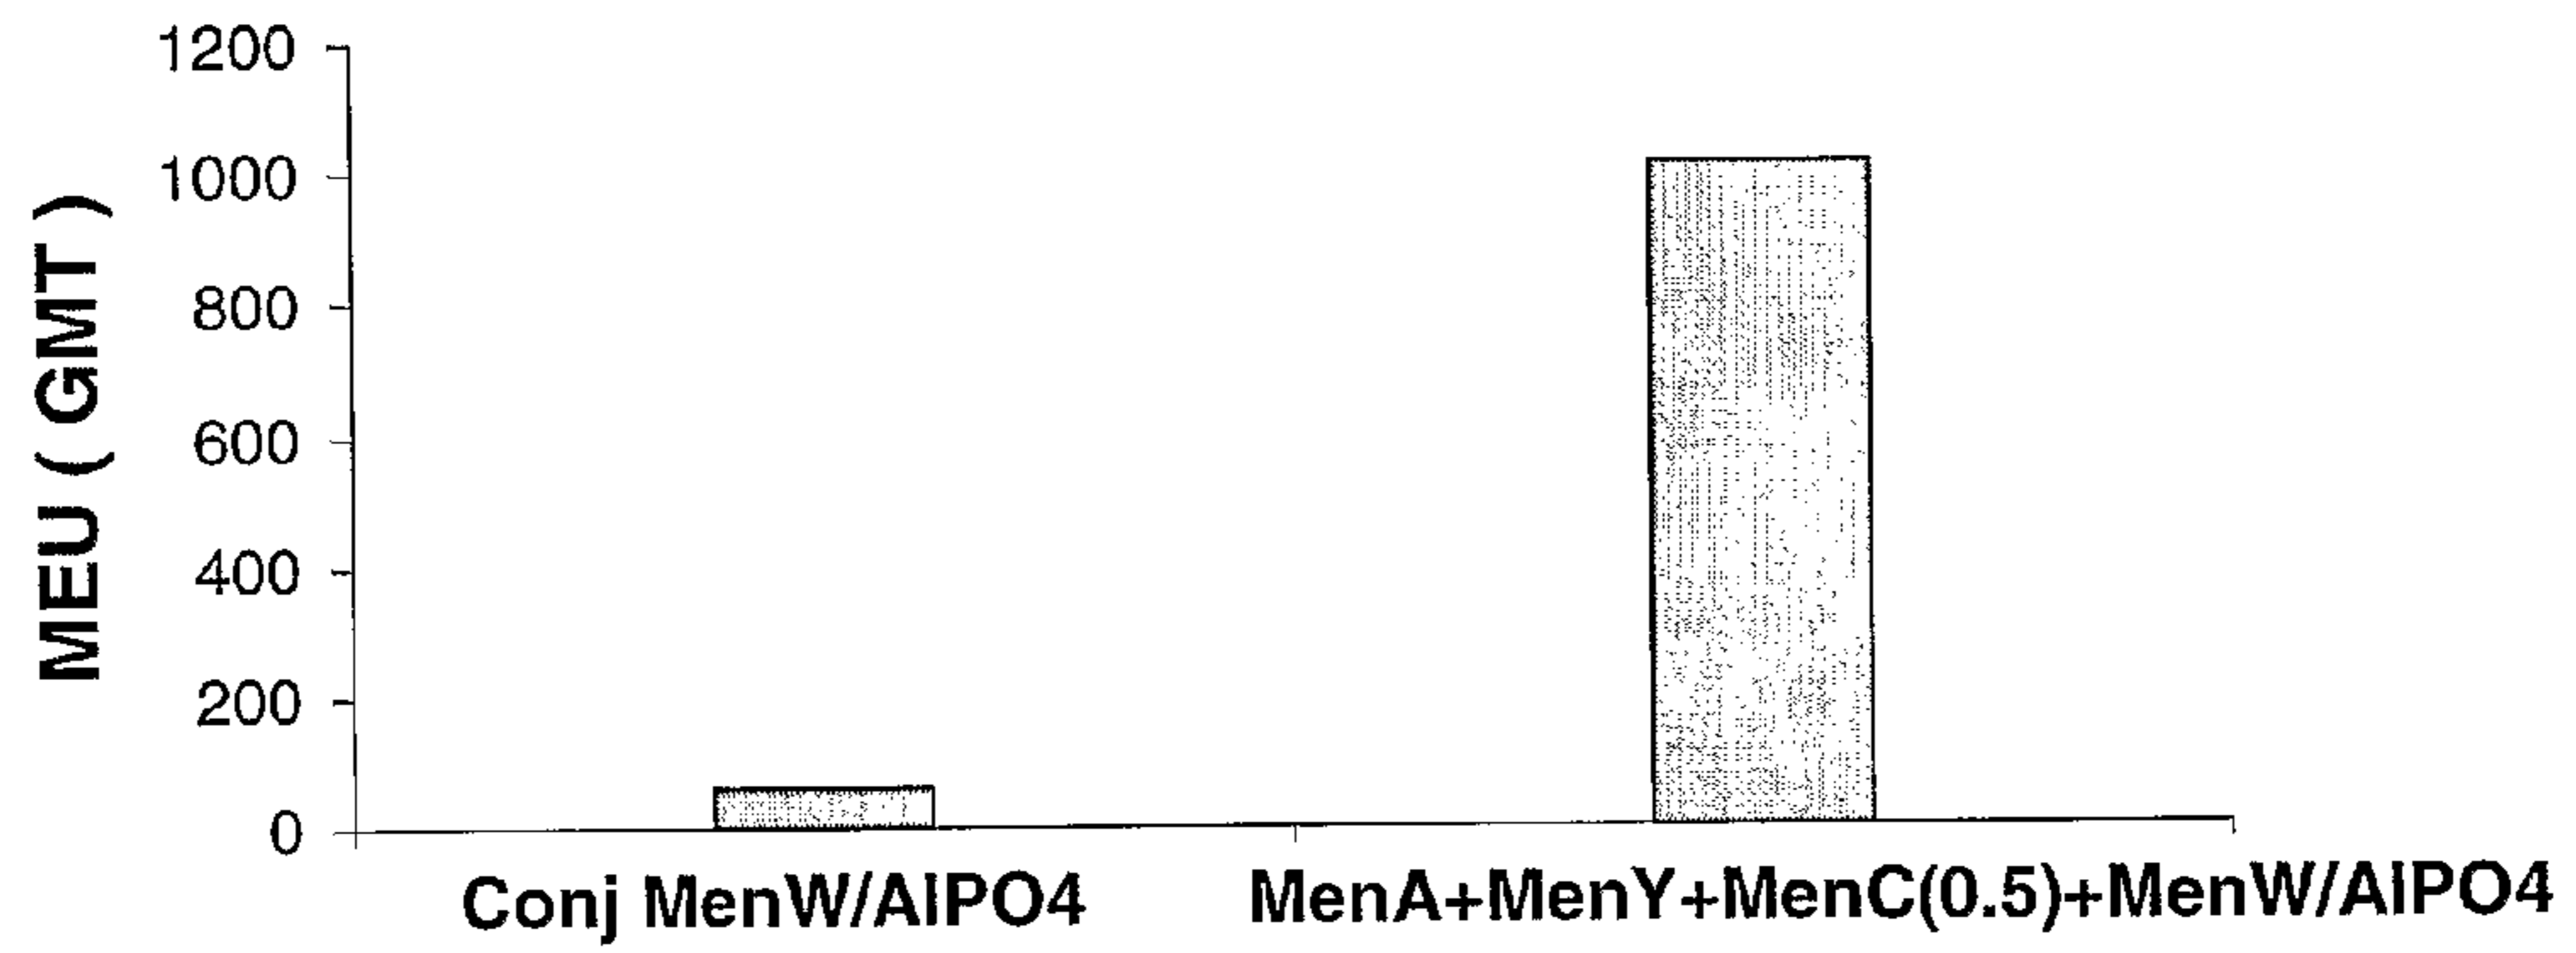 MEU ( GMT )
1200
1000
800
600
400
200
0
Conj MenW/AlPO4
MenA+MenY+MenC(0.5)+MenW/AlPO4